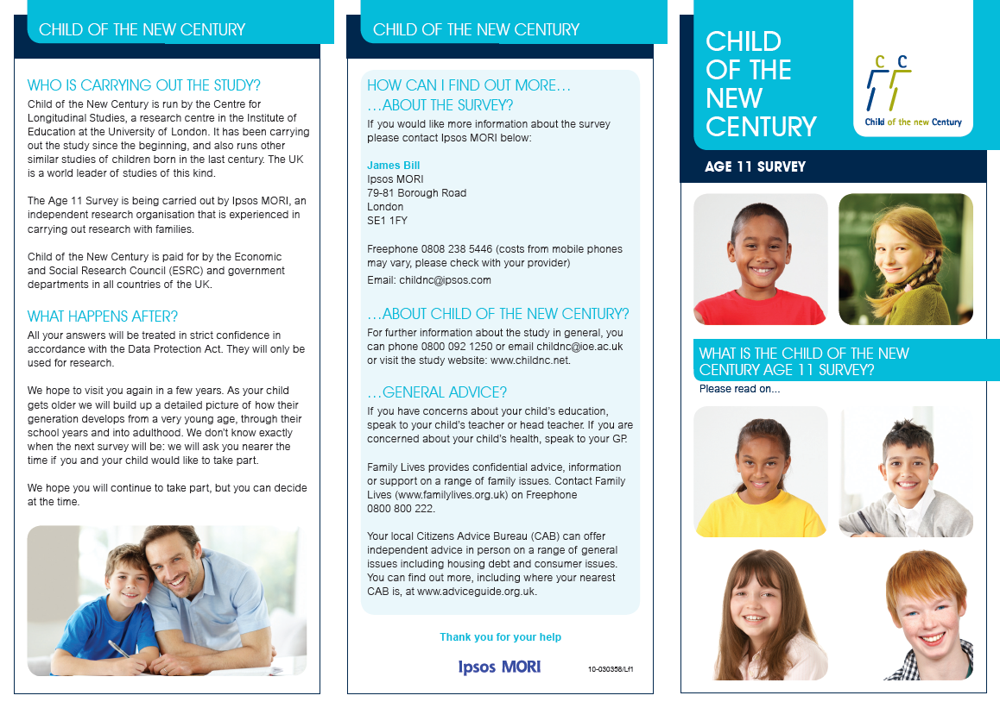 CHILD OF THE NEW CENTURY
WHO IS CARRYING OUT THE STUDY?
Child of the New Century is run by the Centre for
Longitudinal Studies, a research centre in the Institute of
Education at the University of London. It has been carrying
out the study since the beginning, and also runs other
similar studies of children born in the last century. The UK
is a world leader of studies of this kind.
The Age 11 Survey is being carried out by Ipsos MORI, an
independent research organisation that is experienced in
carrying out research with families.
Child of the New Century is paid for by the Economic
and Social Research Council (ESRC) and government
departments in all countries of the UK.
WHAT HAPPENS AFTER?
All your answers will be treated in strict confidence in
accordance with the Data Protection Act. They will only be
used for research.
We hope to visit you again in a few years. As your child
gets older we will build up a detailed picture of how their
generation develops from a very young age, through their
school years and into adulthood. We don't know exactly
when the next survey will be: we will ask you nearer the
time if you and your child would like to take part.
We hope you will continue to take part, but you can decide
at the time.
CHILD OF THE NEW CENTURY
HOW CAN I FIND OUT MORE…
…ABOUT THE SURVEY?
If you would like more information about the survey
please contact Ipsos MORI below:
James Bill
Ipsos MORI
79-81 Borough Road
London
SE1 1FY
Freephone 0808 238 5446 (costs from mobile phones
may vary, please check with your provider)
Email: childnc@ipsos.com
…ABOUT CHILD OF THE NEW CENTURY?
For further information about the study in general, you
can phone 0800 092 1250 or email childnc@ioe.ac.uk
or visit the study website: www.childnc.net.
…GENERAL ADVICE?
If you have concerns about your child's education,
speak to your child's teacher or head teacher. If you are
concerned about your child's health, speak to your GP.
Family Lives provides confidential advice, information
or support on a range of family issues. Contact Family
Lives (www.familylives.org.uk) on Freephone
0800 800 222.
Your local Citizens Advice Bureau (CAB) can offer
independent advice in person on a range of general
issues including housing debt and consumer issues.
You can find out more, including where your nearest
CAB is, at www.adviceguide.org.uk.
Thank you for your help
Ipsos MORI
10-030358/Lf1
CHILD
OF THE
NEW
CENTURY
C C
Child of the new Century
AGE 11 SURVEY
WHAT IS THE CHILD OF THE NEW
CENTURY AGE 11 SURVEY?
Please read on...